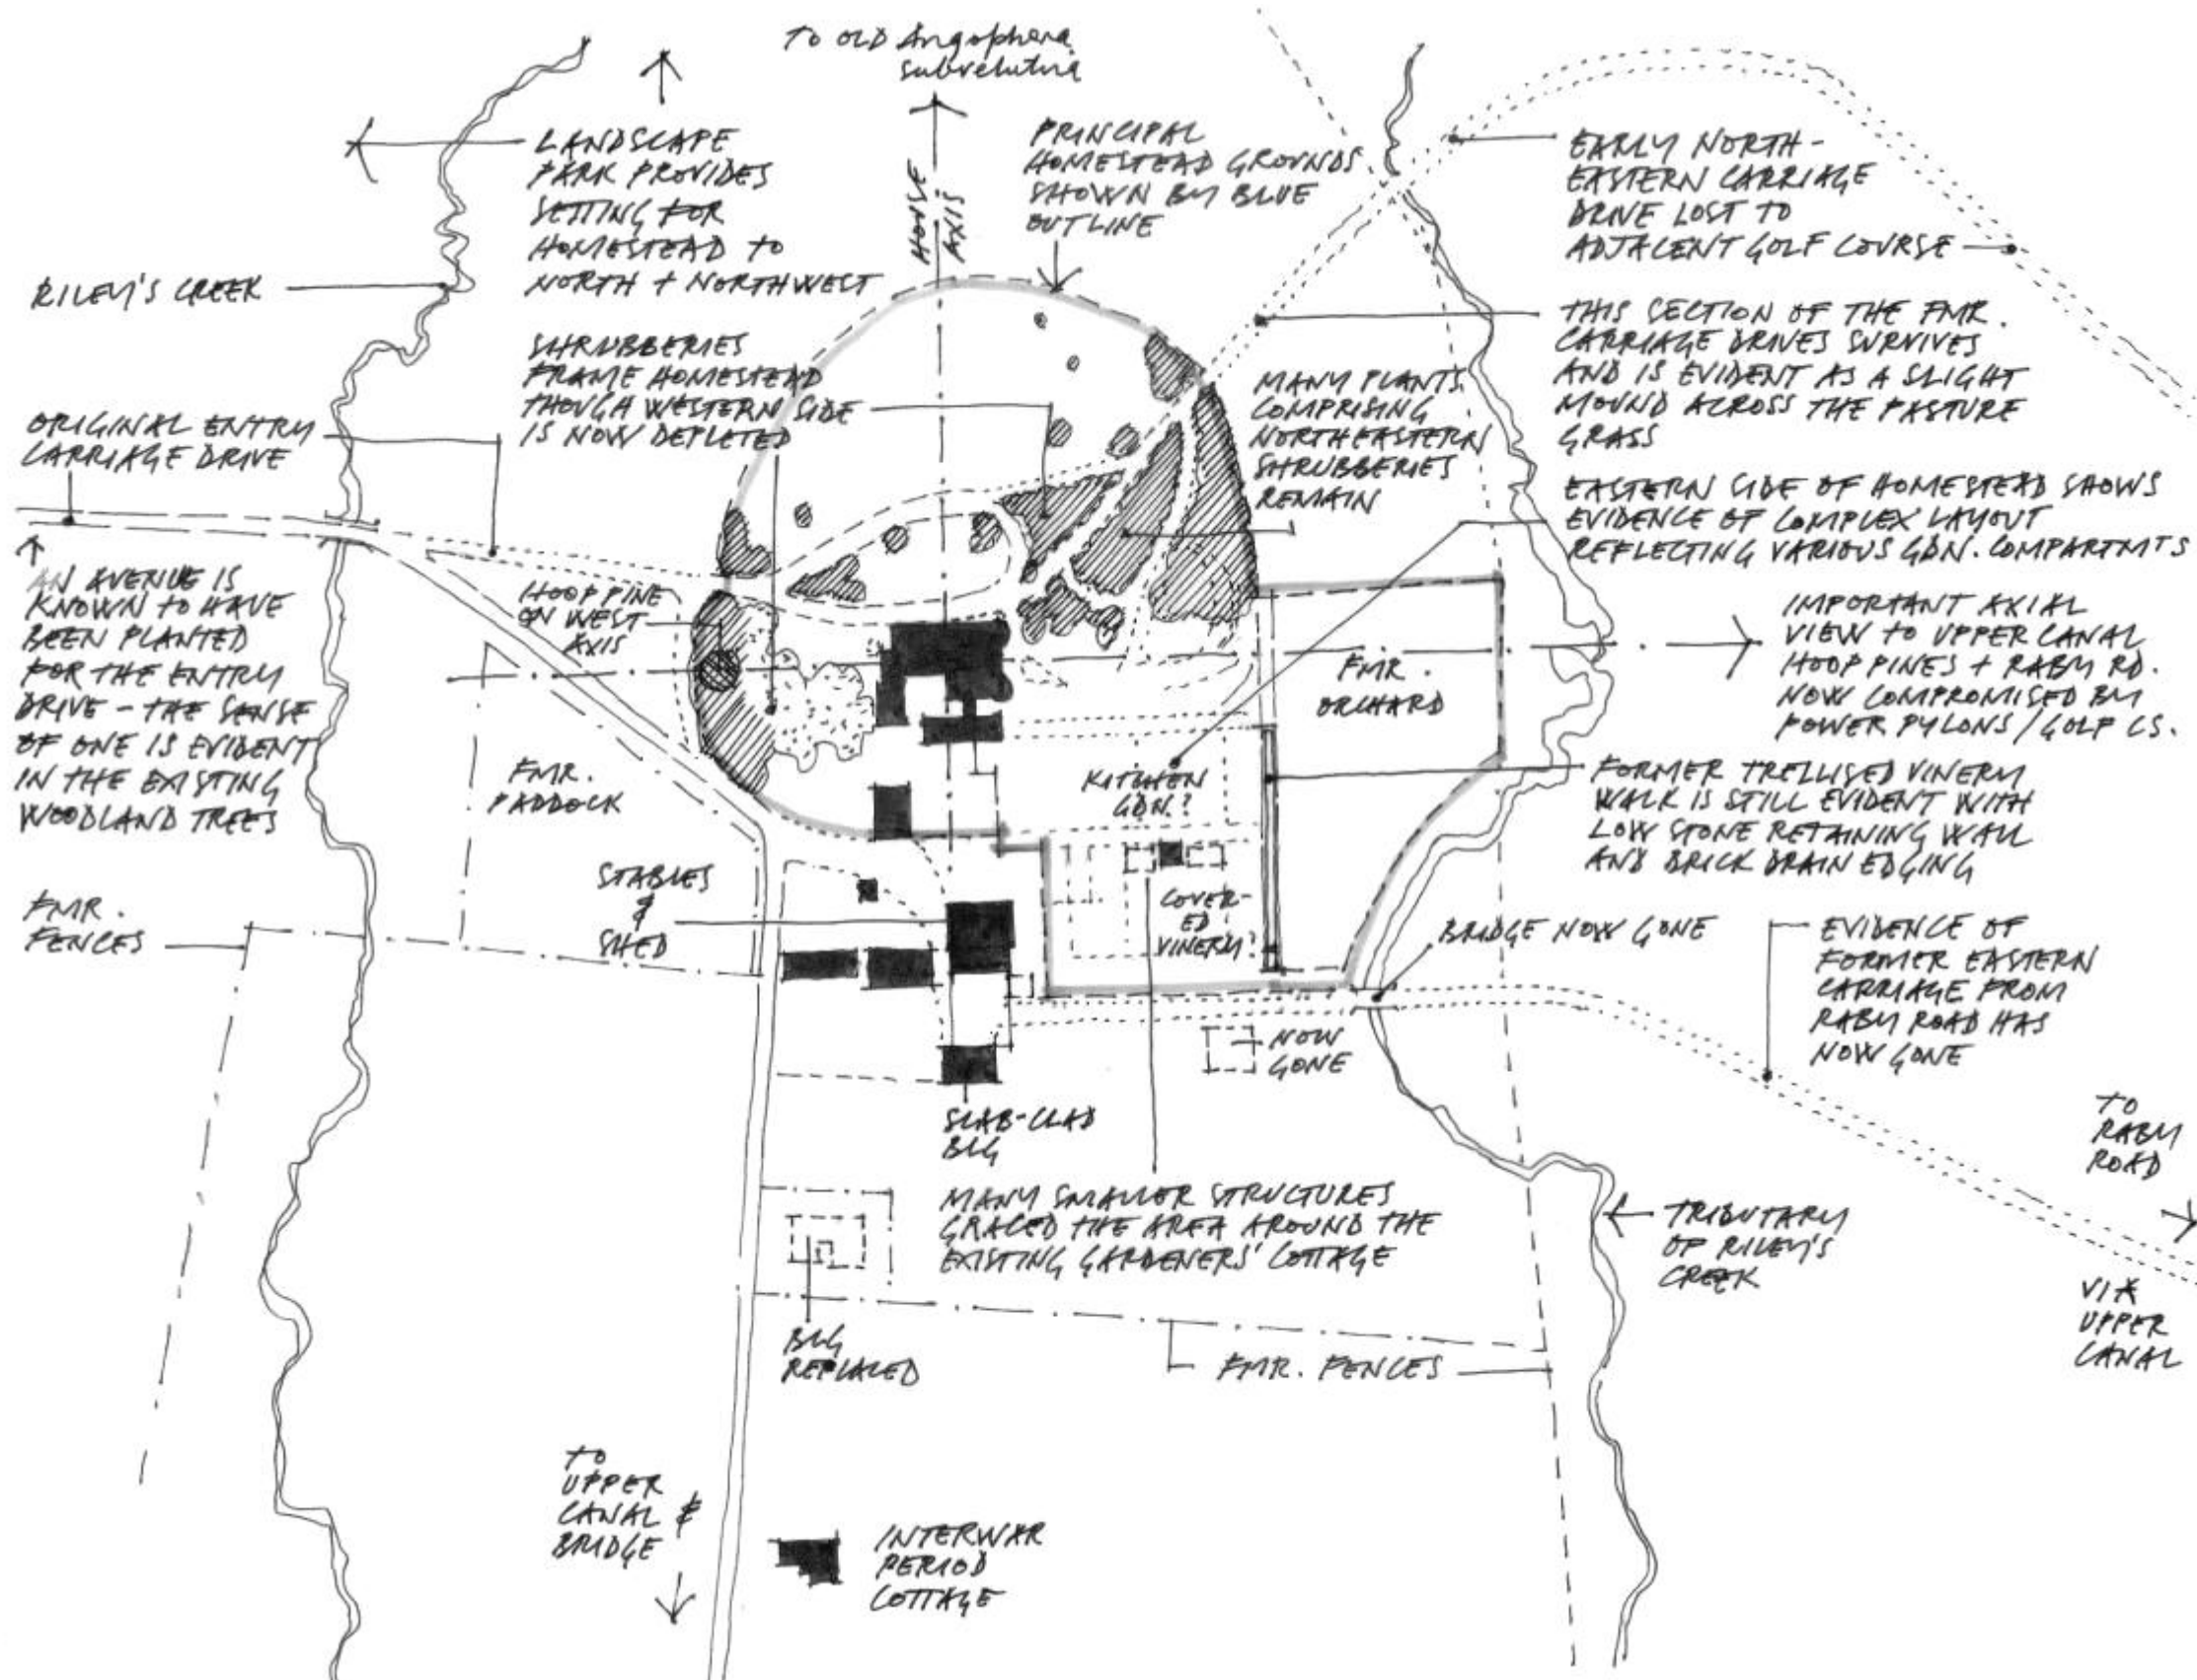 TO OLD Angophora
subvelutina
HOUSE
AXIS
LANDSCAPE
PARK PROVIDES
SETTING FOR
HOMESTEAD TO
NORTH + NORTHWEST
PRINCIPAL
HOMESTEAD GROUNDS
SHOWN BY BLUE
OUTLINE
EARLY NORTH-
EASTERN CARRIAGE
DRIVE LOST TO
ADJACENT GOLF COURSE
RILEY'S CREEK
SHRUBBERIES
FRAME HOMESTEAD
THOUGH WESTERN SIDE
IS NOW DEPLETED
THIS SECTION OF THE FMR.
CARRIAGE DRIVES SURVIVES
AND IS EVIDENT AS A SLIGHT
MOUND ACROSS THE PASTURE
GRASS
MANY PLANTS
COMPRISING
NORTHEASTERN
SHRUBBERIES
REMAIN
ORIGINAL ENTRY
CARRIAGE DRIVE
EASTERN SIDE OF HOMESTEAD SHOWS
EVIDENCE OF COMPLEX LAYOUT
REFLECTING VARIOUS GDN. COMPARTMTS
AN AVENUE IS
KNOWN TO HAVE
BEEN PLANTED
FOR THE ENTRY
DRIVE - THE SENSE
OF ONE IS EVIDENT
IN THE EXISTING
WOODLAND TREES
HOOP PINE
ON WEST
AXIS
IMPORTANT AXIAL
VIEW TO UPPER CANAL
HOOP PINES + RABY RD.
NOW COMPROMISED BY
POWER PYLONS / GOLF CS.
FMR.
ORCHARD
FMR.
PADDOCK
KITCHEN
GDN.?
FORMER TRELLISED VINERY
WALK IS STILL EVIDENT WITH
LOW STONE RETAINING WALL
AND BRICK DRAIN EDGING
STABLES
&
SHED
COVER-
ED
VINERY?
FMR.
FENCES
BRIDGE NOW GONE
EVIDENCE OF
FORMER EASTERN
CARRIAGE FROM
RABY ROAD HAS
NOW GONE
NOW
GONE
SLAB-CLAD
BLG
TO
RABY
ROAD
MANY SMALLER STRUCTURES
GRACED THE AREA AROUND THE
EXISTING GARDENERS' COTTAGE
TRIBUTARY
OF RILEY'S
CREEK
VIA
UPPER
CANAL
BLG
REPLACED
FMR. FENCES
TO
UPPER
CANAL &
BRIDGE
INTERWAR
PERIOD
COTTAGE